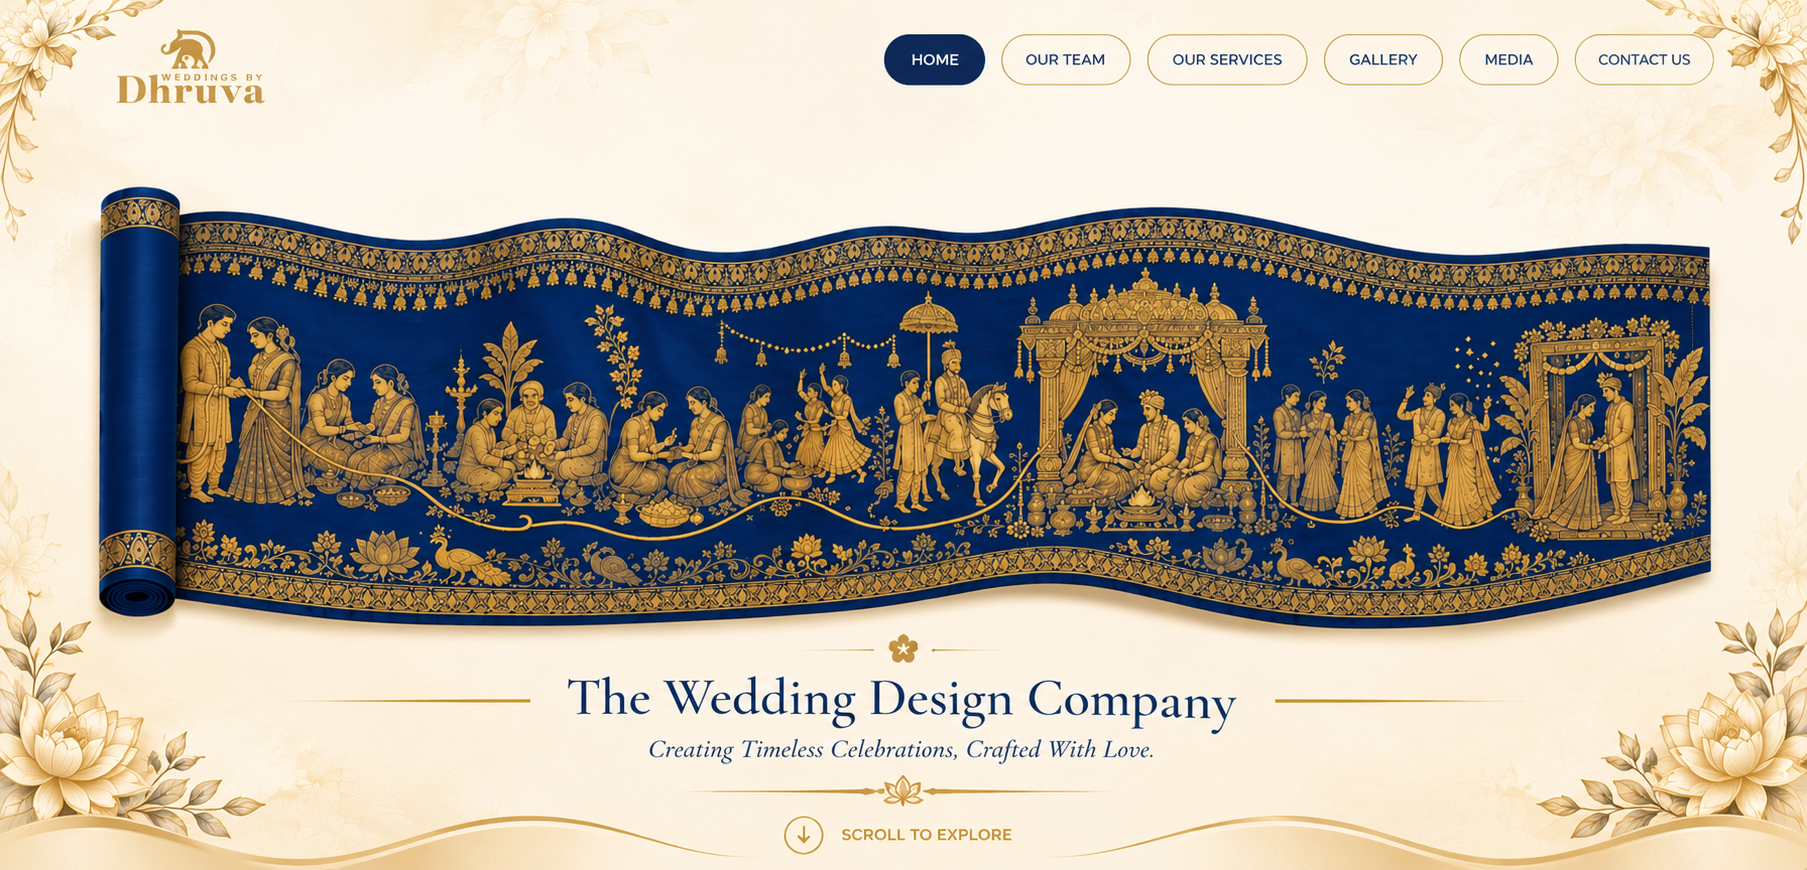 WEDDINGS BY
Dhruva
HOME
OUR TEAM
OUR SERVICES
GALLERY
MEDIA
CONTACT US
The Wedding Design Company
Creating Timeless Celebrations, Crafted With Love.
SCROLL TO EXPLORE